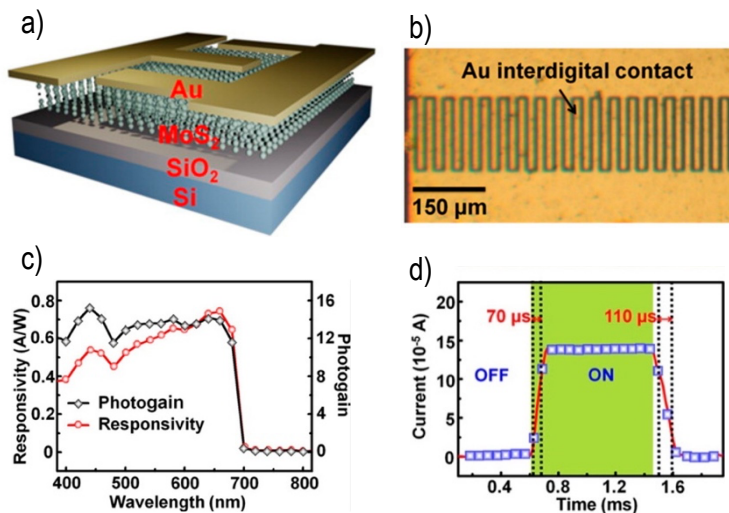 a)
Au
MoS₂
SiO₂
Si
b)
Au interdigital contact
150 µm
c)
Responsivity (A/W)
0.8
0.6
0.4
0.2
0
16
12
8
4
0
Photogain
Photogain
Responsivity
400 500 600 700 800
Wavelength (nm)
d)
Current (10⁻⁵ A)
20
15
10
5
0
70 µs
110 µs
OFF
ON
0.4 0.8 1.2 1.6
Time (ms)